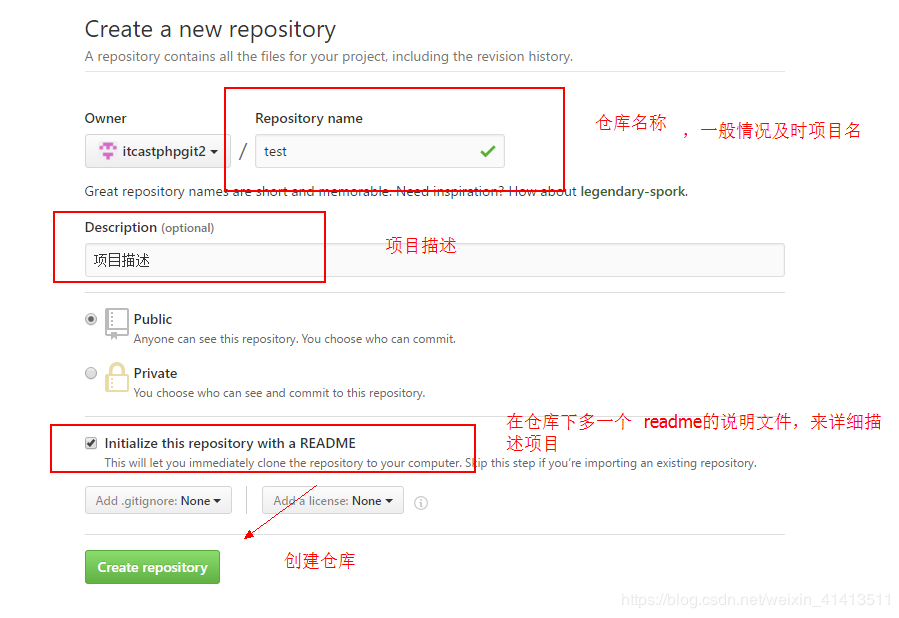 Create a new repository
A repository contains all the files for your project, including the revision history.
Owner
Repository name
仓库名称 ，一般情况及时项目名
itcastphpgit2 / test
Great repository names are short and memorable. Need inspiration? How about legendary-spork.
Description (optional)
项目描述
项目描述
Public
Anyone can see this repository. You choose who can commit.
Private
You choose who can see and commit to this repository.
在仓库下多一个 readme的说明文件，来详细描
述项目
Initialize this repository with a README
This will let you immediately clone the repository to your computer. Skip this step if you're importing an existing repository.
Add .gitignore: None
Add a license: None
创建仓库
Create repository
https://blog.csdn.net/weixin_41413511